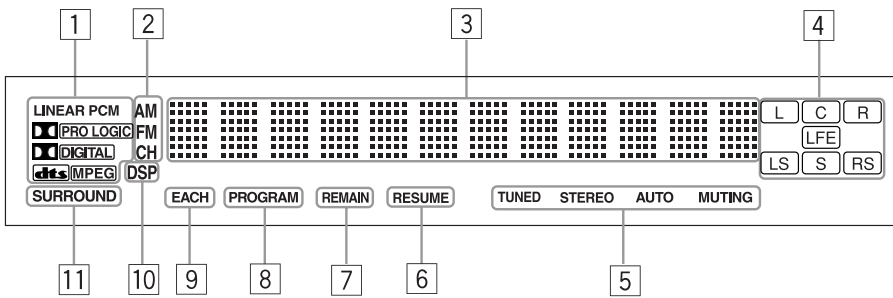 1 2 3 4
LINEAR PCM AM L C R
PRO LOGIC FM LFE
DIGITAL CH LS S RS
dts MPEG DSP
SURROUND EACH PROGRAM REMAIN RESUME TUNED STEREO AUTO MUTING
11 10 9 8 7 6 5